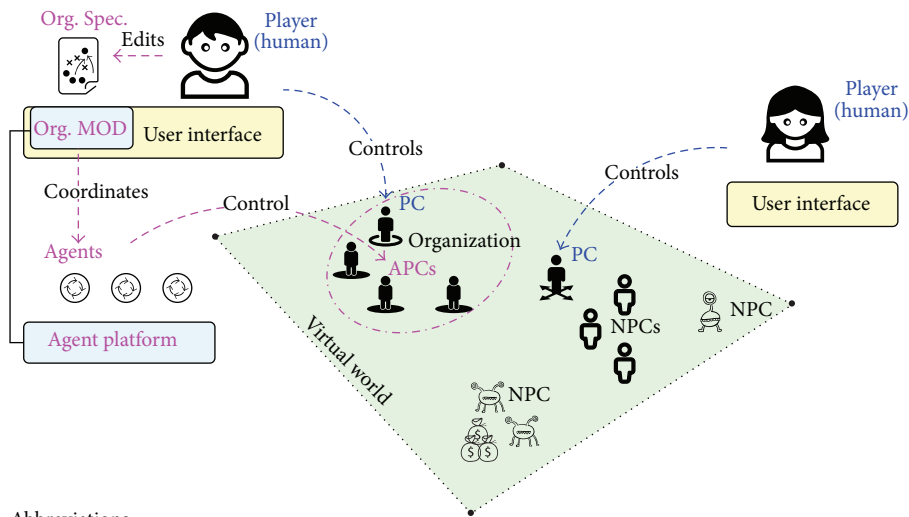 Org. Spec.
Edits
Player
(human)
Player
(human)
Org. MOD
User interface
Controls
Controls
Coordinates
Control
PC
User interface
Organization
Agents
APCs
PC
NPCs
NPC
Agent platform
Virtual world
NPC
$
$
$